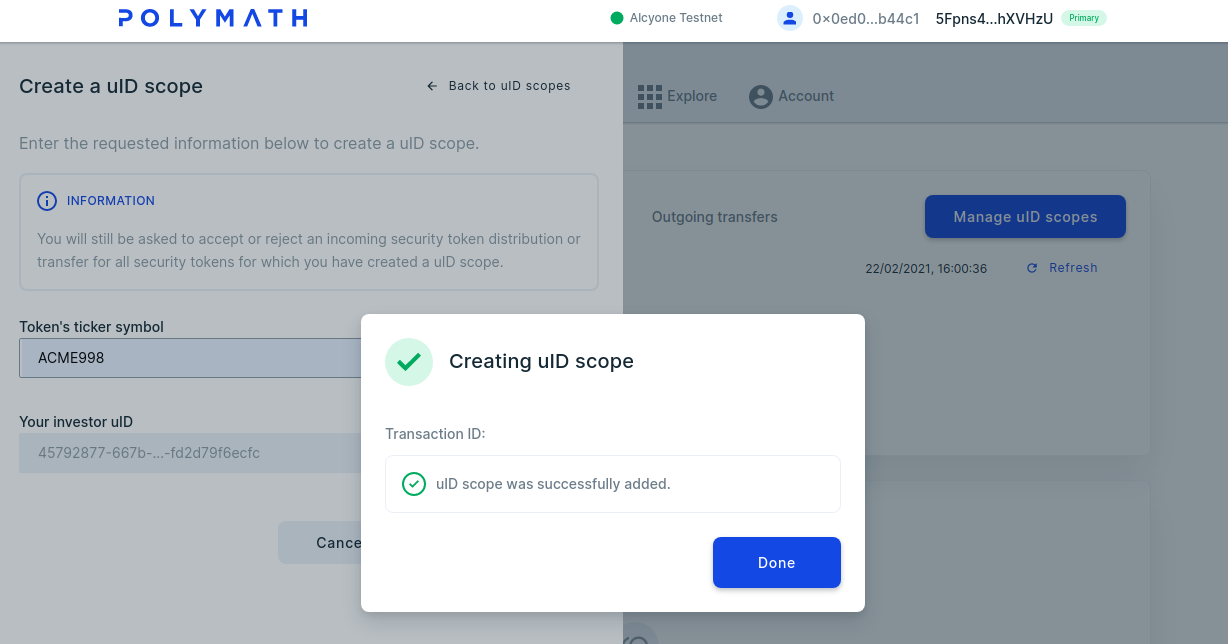 POLYMATH
Alcyone Testnet
0×0ed0...b44c1 5Fpns4...hXVHzU Primary
Create a uID scope
← Back to uID scopes
Explore Account
Enter the requested information below to create a uID scope.
INFORMATION
You will still be asked to accept or reject an incoming security token distribution or
transfer for all security tokens for which you have created a uID scope.
Outgoing transfers
Manage uID scopes
22/02/2021, 16:00:36 Refresh
Token's ticker symbol
ACME998
Your investor uID
45792877-667b-...-fd2d79f6ecfc
Cance
Creating uID scope
Transaction ID:
uID scope was successfully added.
Done